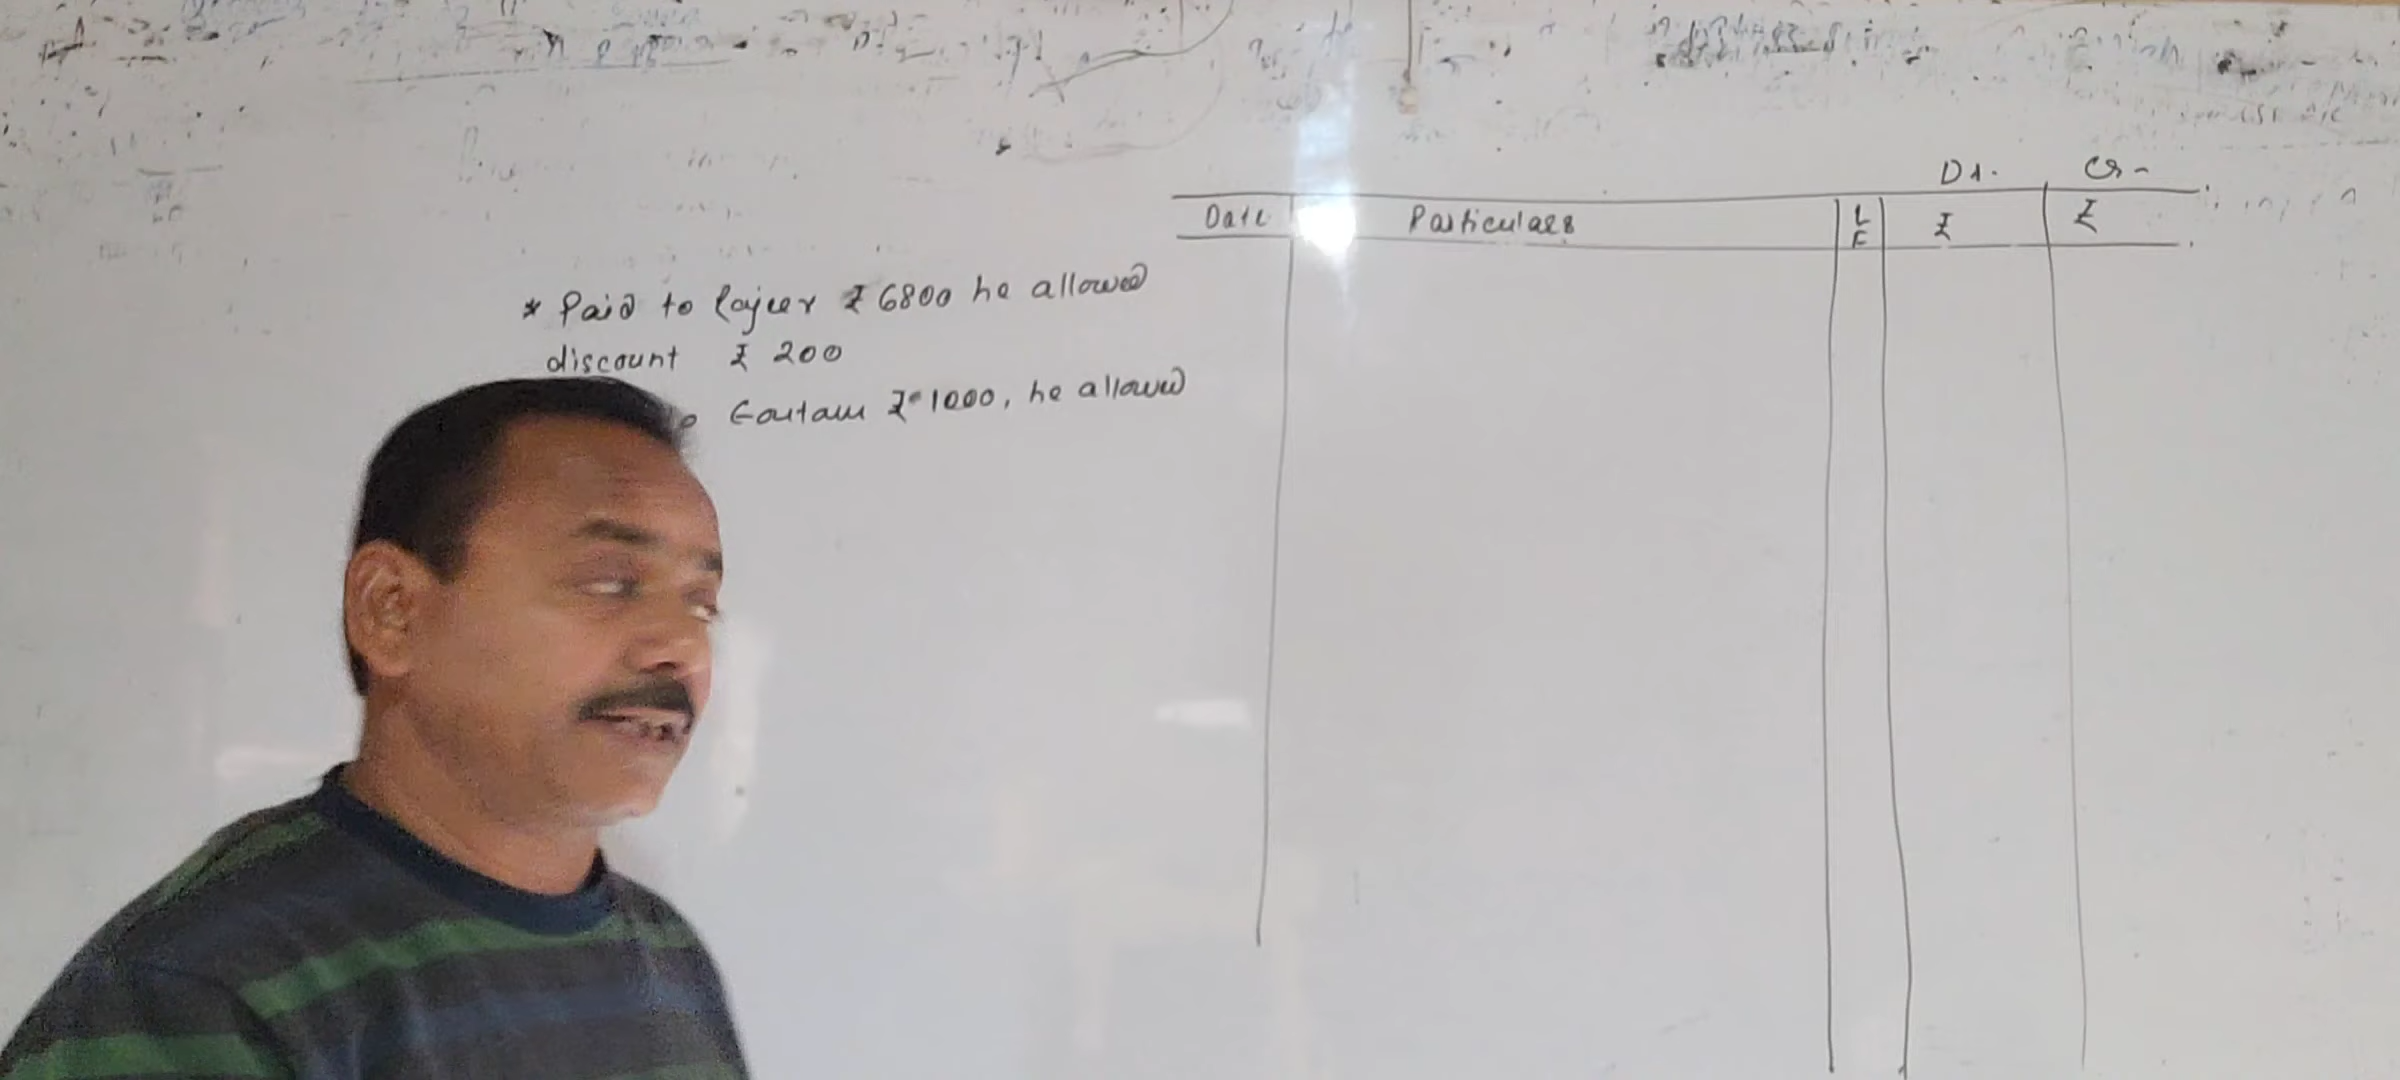 Dr. Cr.
Date Particulars L F ₹ ₹
* Paid to Rajeev ₹ 6800 he allowed
discount ₹ 200
Gautam ₹ 1000, he allowed